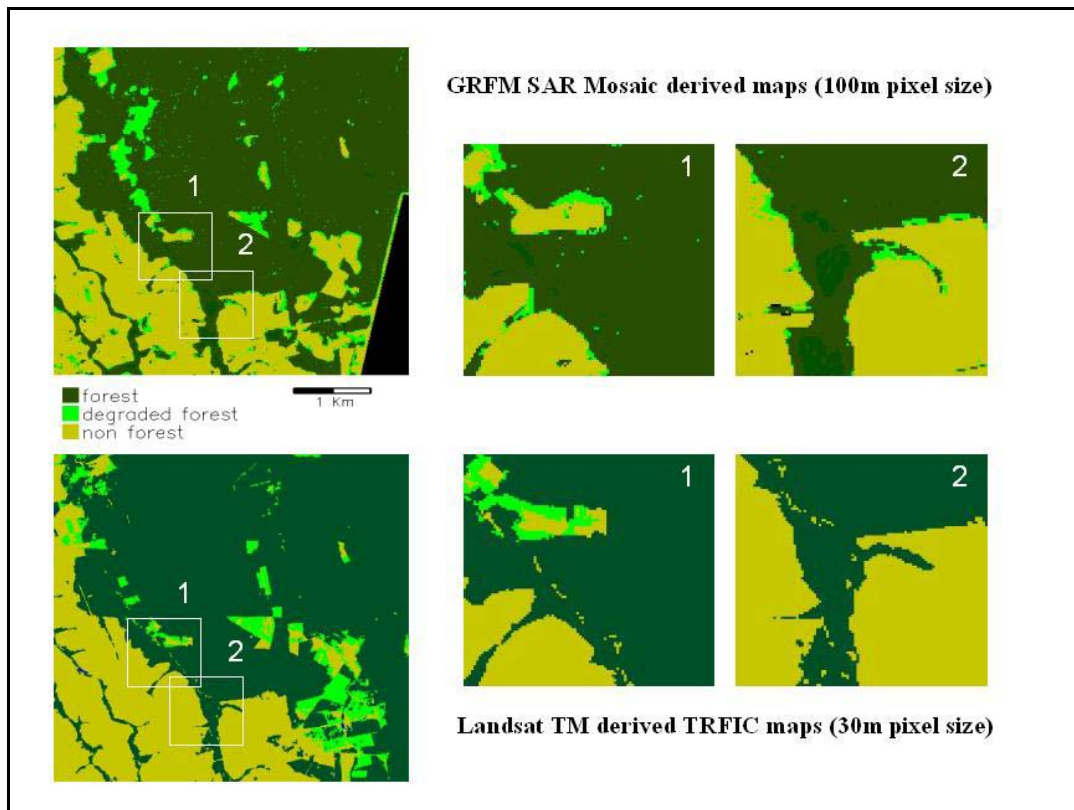 GRFM SAR Mosaic derived maps (100m pixel size)
1
2
1
2
forest
degraded forest
non forest
1 Km
1
2
1
2
Landsat TM derived TRFIC maps (30m pixel size)